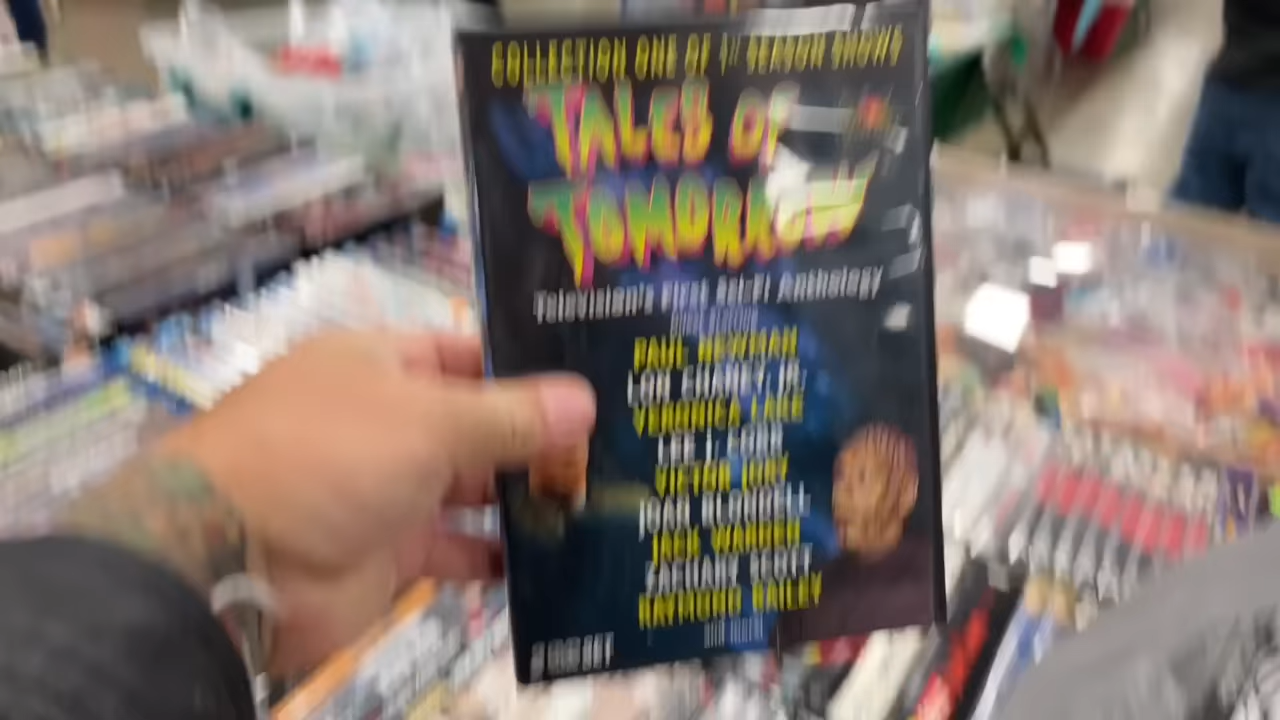 COLLECTION ONE OF 1st SEASON SHOWS
TALES OF
TOMORROW
Television's First Sci-Fi Anthology
PAUL NEWMAN
LON CHANEY, JR.
VERONICA LAKE
LEE J. COBB
VICTOR JORY
JOAN BLONDELL
JACK WARDEN
ZACHARY SCOTT
RAYMOND BAILEY